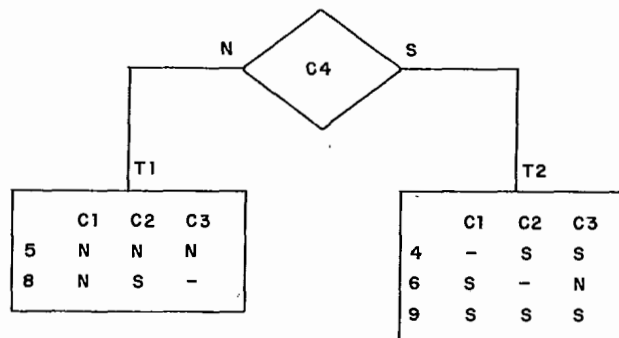 N C4 S
T1 T2
C1 C2 C3
5 N N N
8 N S -
C1 C2 C3
4 - S S
6 S - N
9 S S S